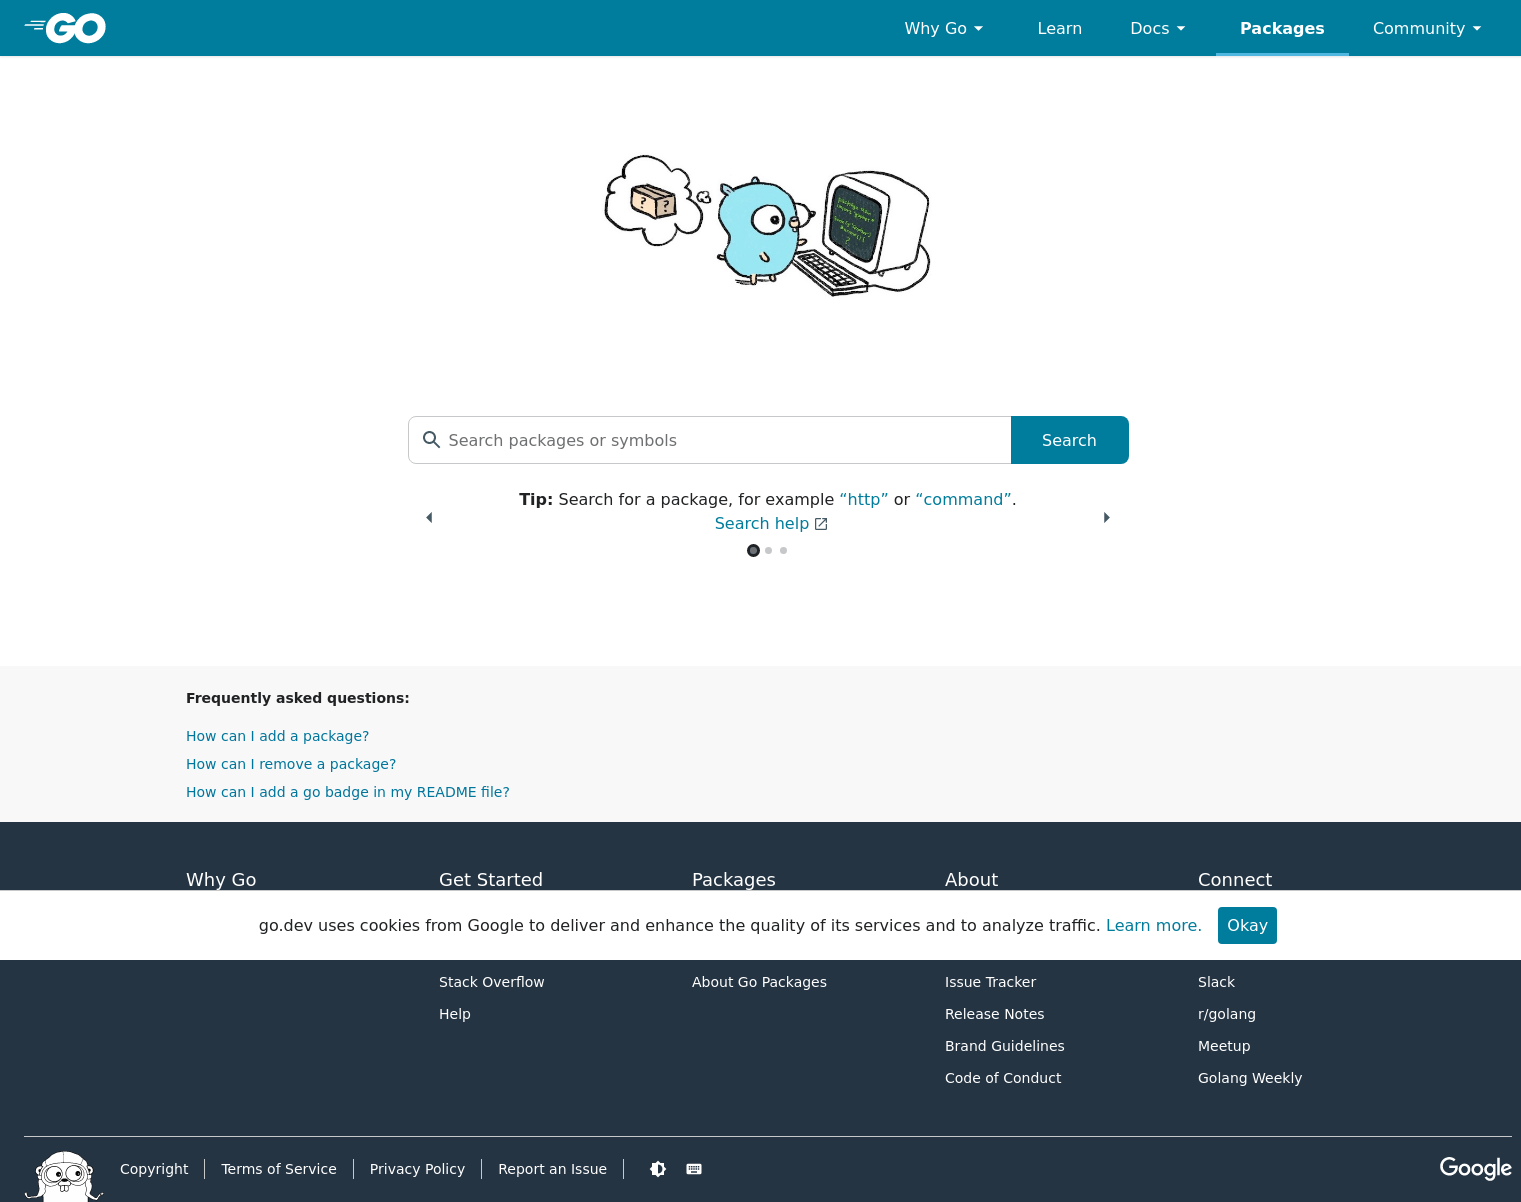 GO
Why Go
Learn
Docs
Packages
Community
? ?
Search packages or symbols
Search
Tip: Search for a package, for example “http” or “command”.
Search help
Frequently asked questions:
How can I add a package?
How can I remove a package?
How can I add a go badge in my README file?
Why Go
Get Started
Packages
About
Connect
go.dev uses cookies from Google to deliver and enhance the quality of its services and to analyze traffic. Learn more.
Okay
Stack Overflow
About Go Packages
Issue Tracker
Slack
Help
Release Notes
r/golang
Brand Guidelines
Meetup
Code of Conduct
Golang Weekly
Copyright
Terms of Service
Privacy Policy
Report an Issue
Google